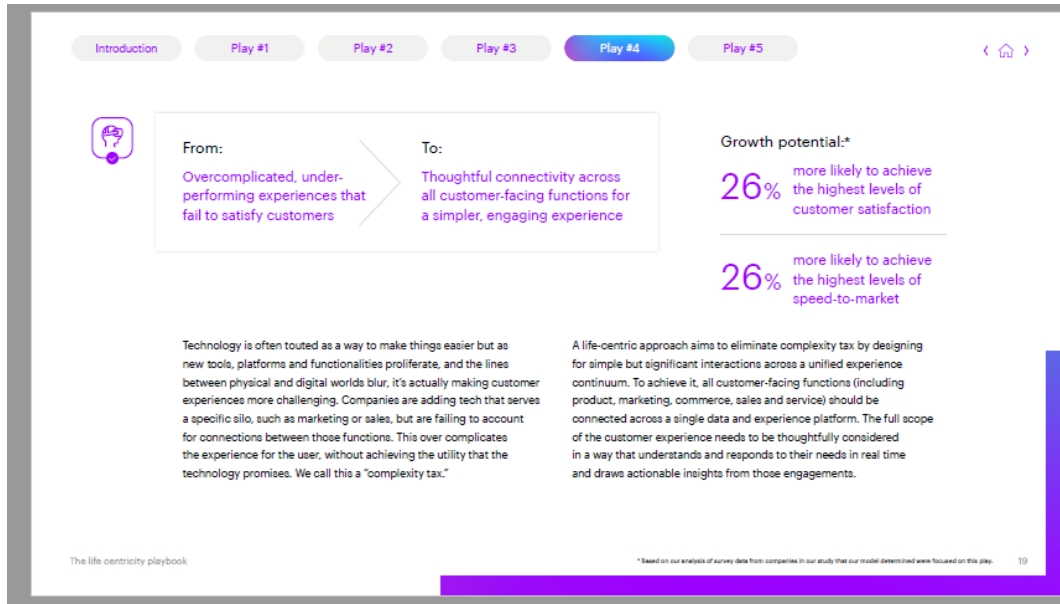 Introduction
Play #1
Play #2
Play #3
Play #4
Play #5
From:
Overcomplicated, under-
performing experiences that
fail to satisfy customers
To:
Thoughtful connectivity across
all customer-facing functions for
a simpler, engaging experience
Growth potential:*
26%
more likely to achieve
the highest levels of
customer satisfaction
26%
more likely to achieve
the highest levels of
speed-to-market
Technology is often touted as a way to make things easier but as
new tools, platforms and functionalities proliferate, and the lines
between physical and digital worlds blur, it's actually making customer
experiences more challenging. Companies are adding tech that serves
a specific silo, such as marketing or sales, but are failing to account
for connections between those functions. This over complicates
the experience for the user, without achieving the utility that the
technology promises. We call this a "complexity tax."
A life-centric approach aims to eliminate complexity tax by designing
for simple but significant interactions across a unified experience
continuum. To achieve it, all customer-facing functions (including
product, marketing, commerce, sales and service) should be
connected across a single data and experience platform. The full scope
of the customer experience needs to be thoughtfully considered
in a way that understands and responds to their needs in real time
and draws actionable insights from those engagements.
The life centricity playbook
* Based on our analysis of survey data from companies in our study that our model determined were focused on this play.
19